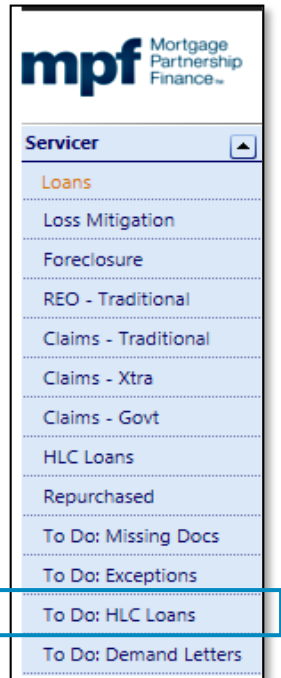 mpf Mortgage
Partnership
Finance™
Servicer
Loans
Loss Mitigation
Foreclosure
REO - Traditional
Claims - Traditional
Claims - Xtra
Claims - Govt
HLC Loans
Repurchased
To Do: Missing Docs
To Do: Exceptions
To Do: HLC Loans
To Do: Demand Letters